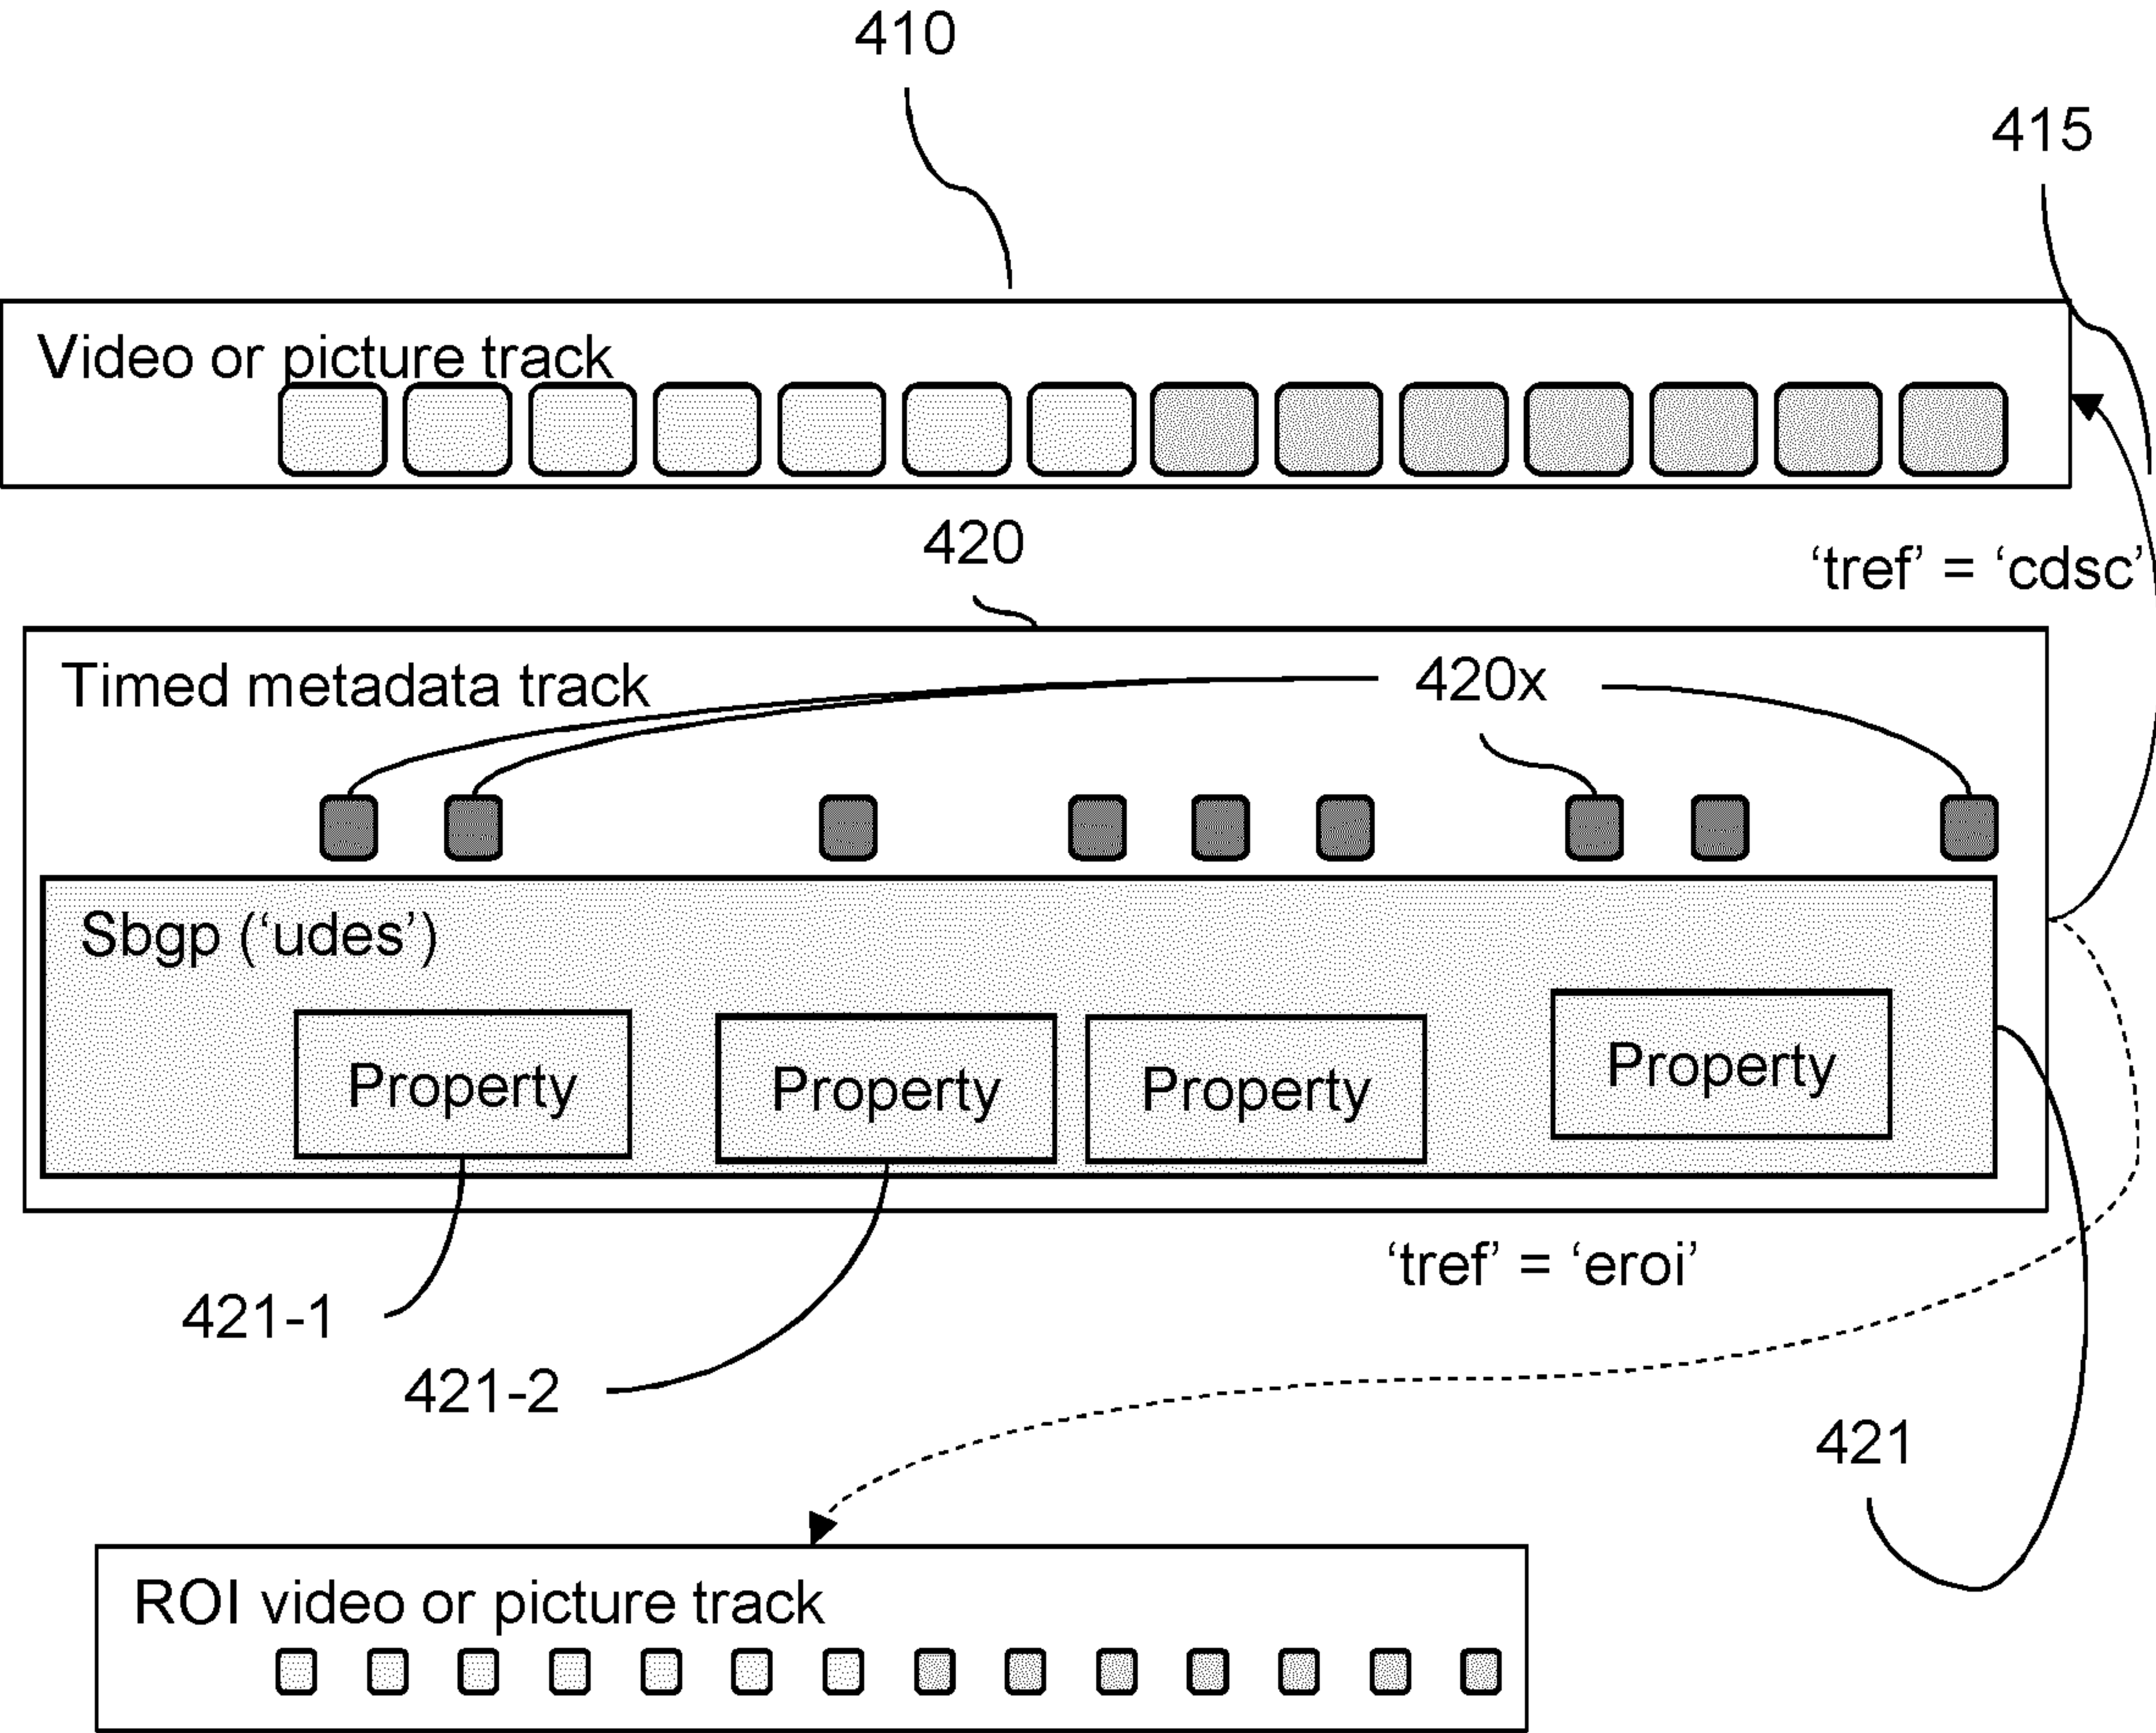 410
415
Video or picture track
420
‘tref’ = ‘cdsc’
Timed metadata track
420x
Sbgp (‘udes’)
Property
Property
Property
Property
‘tref’ = ‘eroi’
421-1
421-2
421
ROI video or picture track